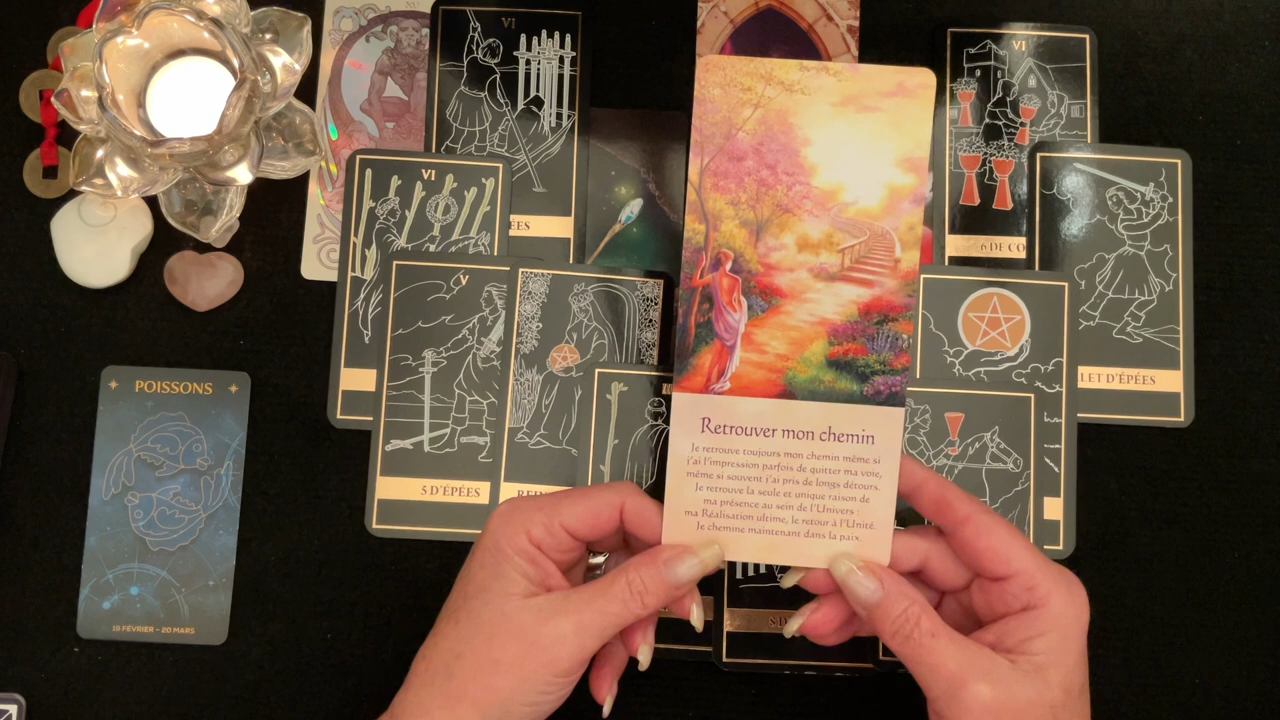 VI
VI
VI
ÉES
6 DE CO
V
5 D'ÉPÉES
LET D'ÉPÉES
POISSONS
19 FÉVRIER - 20 MARS
Retrouver mon chemin
Je retrouve toujours mon chemin même si
j'ai l'impression parfois de quitter ma voie,
même si souvent j'ai pris de longs détours.
Je retrouve la seule et unique raison de
ma présence au sein de l'Univers :
ma Réalisation ultime, le retour à l'Unité.
Je chemine maintenant dans la paix.